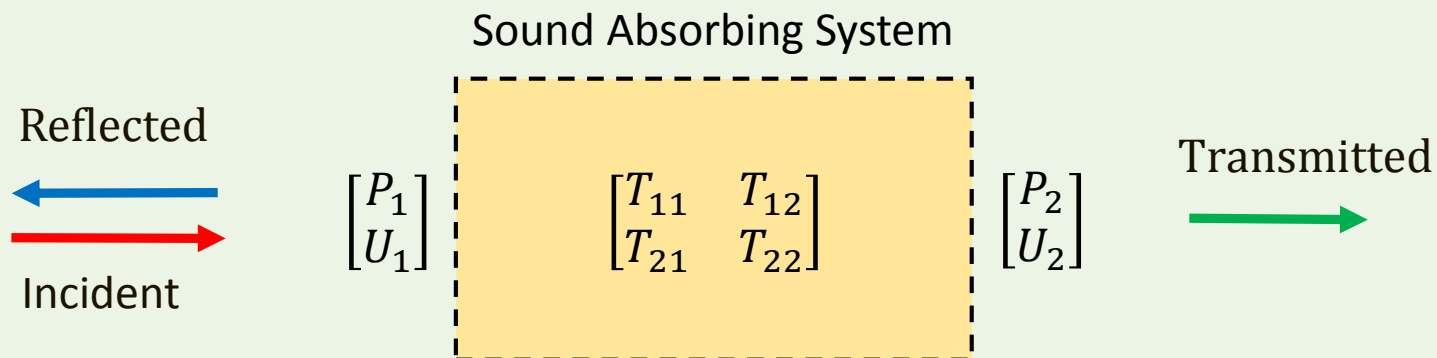 Sound Absorbing System
Reflected
Incident
[P₁
U₁]
[T₁₁ T₁₂
T₂₁ T₂₂]
[P₂
U₂]
Transmitted